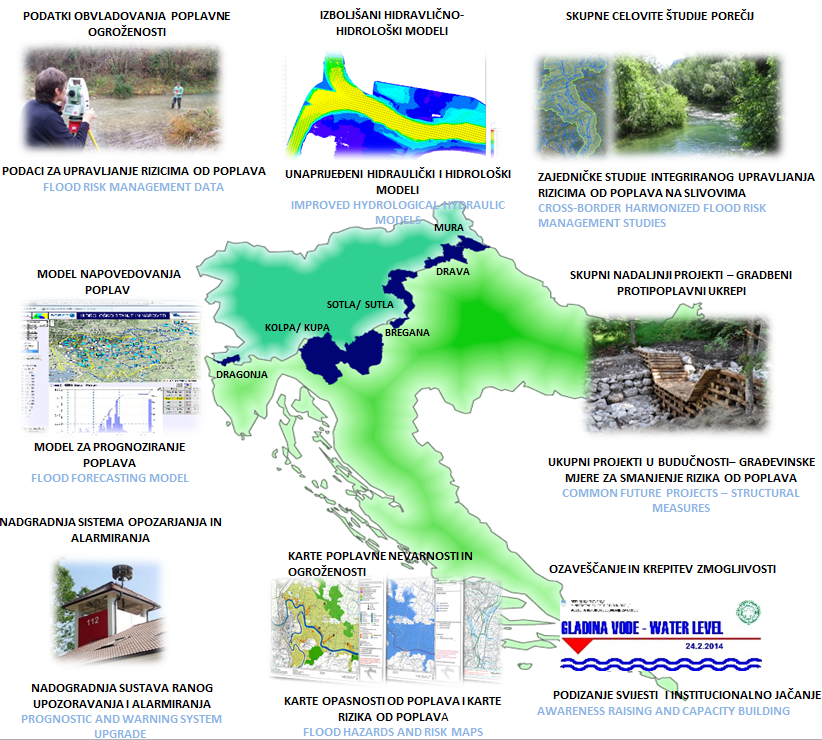 PODATKI OBVLADOVANJA POPLAVNE
OGROŽENOSTI
PODACI ZA UPRAVLJANJE RIZICIMA OD POPLAVA
FLOOD RISK MANAGEMENT DATA
IZBOLJŠANI HIDRAVLIČNO-
HIDROLOŠKI MODELI
UNAPRIJEĐENI HIDRAULIČKI I HIDROLOŠKI
MODELI
IMPROVED HYDROLOGICAL-HYDRAULIC
MODELS
SKUPNE CELOVITE ŠTUDIJE POREČIJ
ZAJEDNIČKE STUDIJE INTEGRIRANOG UPRAVLJANJA
RIZICIMA OD POPLAVA NA SLIVOVIMA
CROSS-BORDER HARMONIZED FLOOD RISK
MANAGEMENT STUDIES
MURA
DRAVA
SOTLA/ SUTLA
KOLPA/ KUPA
BREGANA
DRAGONJA
MODEL NAPOVEDOVANJA
POPLAV
MODEL ZA PROGNOZIRANJE
POPLAVA
FLOOD FORECASTING MODEL
SKUPNI NADALJNJI PROJEKTI – GRADBENI
PROTIPOPLAVNI UKREPI
UKUPNI PROJEKTI U BUDUČNOSTI– GRAĐEVINSKE
MJERE ZA SMANJENJE RIZIKA OD POPLAVA
COMMON FUTURE PROJECTS – STRUCTURAL
MEASURES
NADGRADNJA SISTEMA OPOZARJANJA IN
ALARMIRANJA
112
NADOGRADNJA SUSTAVA RANOG
UPOZORAVANJA I ALARMIRANJA
PROGNOSTIC AND WARNING SYSTEM
UPGRADE
KARTE POPLAVNE NEVARNOSTI IN
OGROŽENOSTI
KARTE OPASNOSTI OD POPLAVA I KARTE
RIZIKA OD POPLAVA
FLOOD HAZARDS AND RISK MAPS
OZAVEŠČANJE IN KREPITEV ZMOGLJIVOSTI
GLADINA VODE - WATER LEVEL
24.2.2014
PODIZANJE SVIJESTI I INSTITUCIONALNO JAČANJE
AWARENESS RAISING AND CAPACITY BUILDING